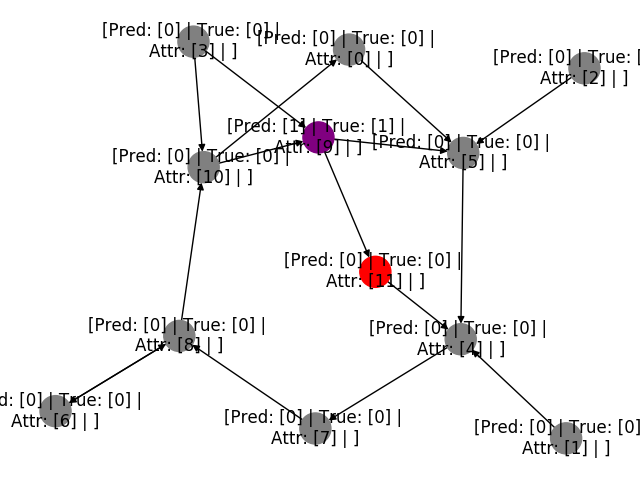 [Pred: [0] | True: [0] |
Attr: [3] | ]
[Pred: [0] | True: [0] |
Attr: [0] | ]
[Pred: [0] | True: [
Attr: [2] | ]
[Pred: [1] | True: [1] |
Attr: [9] | ]
[Pred: [0] | True: [0] |
Attr: [5] | ]
[Pred: [0] | True: [0] |
Attr: [10] | ]
[Pred: [0] | True: [0] |
Attr: [11] | ]
[Pred: [0] | True: [0] |
Attr: [8] | ]
[Pred: [0] | True: [0] |
Attr: [4] | ]
d: [0] | True: [0] |
Attr: [6] | ]
[Pred: [0] | True: [0] |
Attr: [7] | ]
[Pred: [0] | True: [0]
Attr: [1] | ]